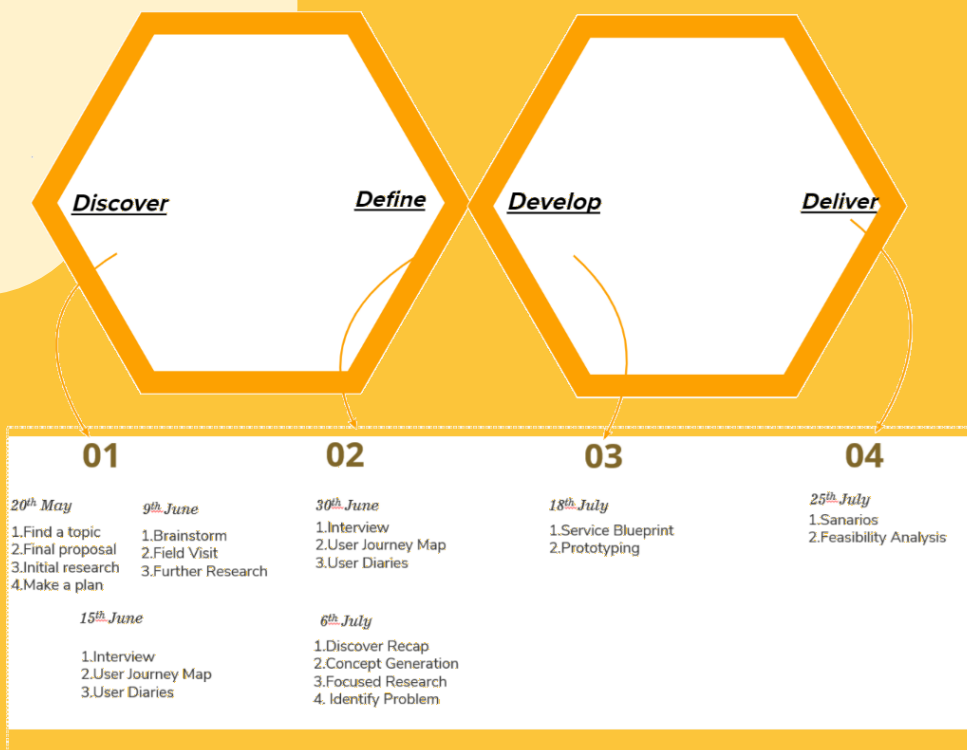 Discover
Define
Develop
Deliver
01
02
03
04
20th May
1.Find a topic
2.Final proposal
3.Initial research
4.Make a plan
9th June
1.Brainstorm
2.Field Visit
3.Further Research
15th June
1.Interview
2.User Journey Map
3.User Diaries
30th June
1.Interview
2.User Journey Map
3.User Diaries
6th July
1.Discover Recap
2.Concept Generation
3.Focused Research
4. Identify Problem
18th July
1.Service Blueprint
2.Prototyping
25th July
1.Sanarios
2.Feasibility Analysis